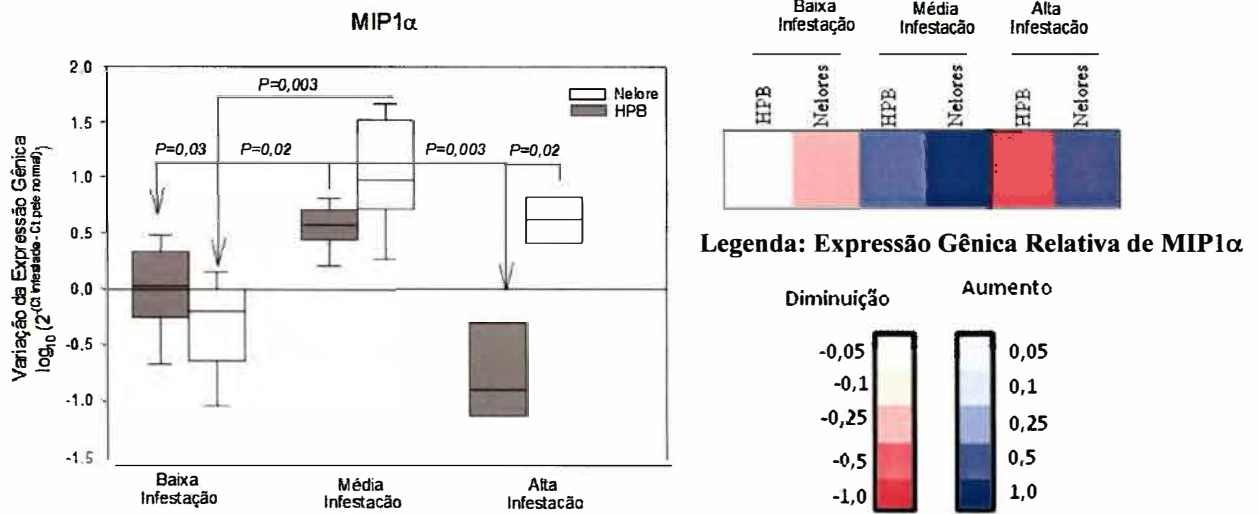 MIP1α
Nelore
HPB
Variação da Expressão Gênica
2.0
1.5
1.0
0.5
0.0
-0.5
-1.0
-1.5
P=0,003
P=0,03
P=0,02
P=0,003
P=0,02
Baixa
Infestação
Média
Infestação
Alta
Infestacão
Baixa
Infestação
Média
Infestação
Alta
Infestação
HPB
Nelores
HPB
Nelores
HPB
Nelores
Legenda: Expressão Gênica Relativa de MIP1α
Diminuição
-0,05
-0,1
-0,25
-0,5
-1,0
Aumento
0,05
0,1
0,25
0,5
1,0